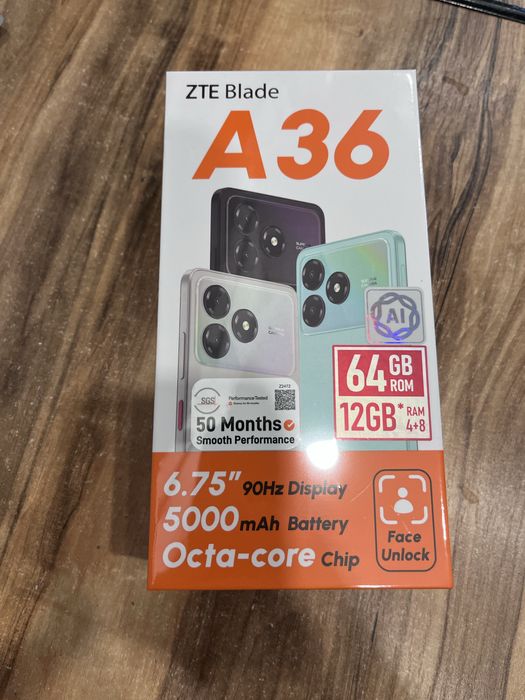 ZTE Blade
A36
AI
64 GB ROM
12GB* RAM 4+8
SGS
Performance Tested
50 Months
Smooth Performance
6.75" 90Hz Display
5000mAh Battery
Octa-core Chip
Face
Unlock